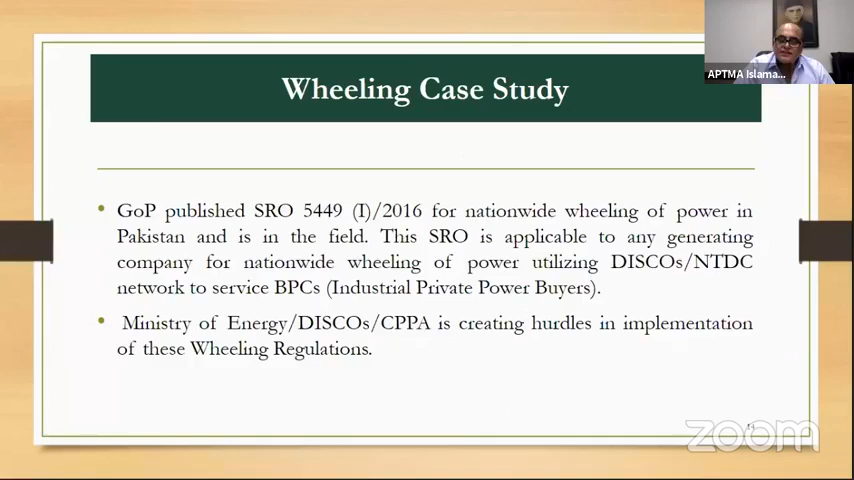 APTMA Islama...
Wheeling Case Study
• GoP published SRO 5449 (I)/2016 for nationwide wheeling of power in
Pakistan and is in the field. This SRO is applicable to any generating
company for nationwide wheeling of power utilizing DISCOs/NTDC
network to service BPCs (Industrial Private Power Buyers).
• Ministry of Energy/DISCOs/CPPA is creating hurdles in implementation
of these Wheeling Regulations.
zoom